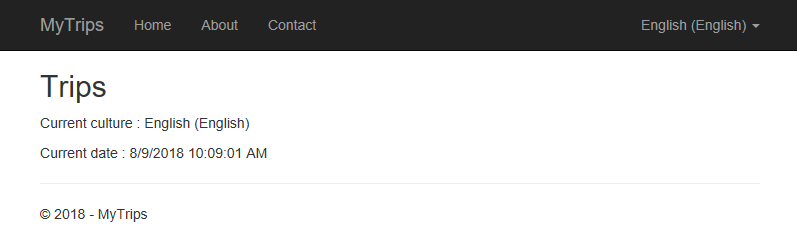 MyTrips Home About Contact English (English)
Trips
Current culture : English (English)
Current date : 8/9/2018 10:09:01 AM
© 2018 - MyTrips